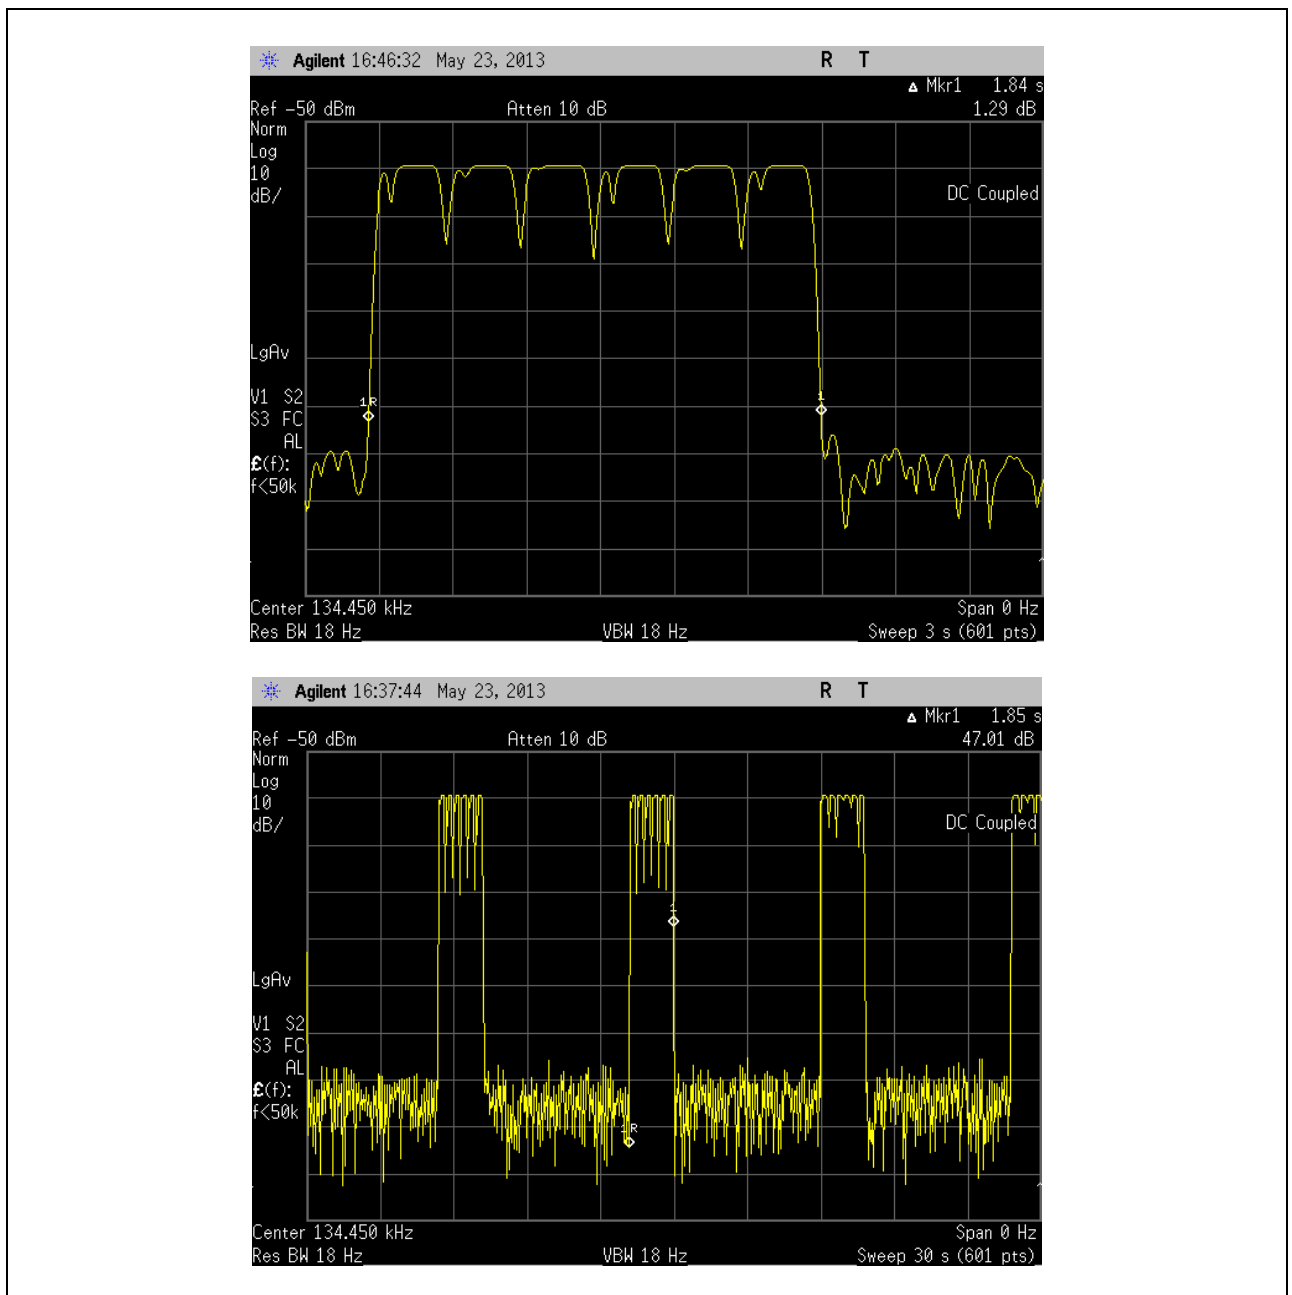 Agilent 16:46:32 May 23, 2013 R T
Δ Mkr1 1.84 s
Ref -50 dBm Atten 10 dB 1.29 dB
Norm
Log
10
dB/
DC Coupled
LgAv
1R
1
V1 S2
S3 FC
AL
£(f):
f<50k
Center 134.450 kHz Span 0 Hz
Res BW 18 Hz VBW 18 Hz Sweep 3 s (601 pts)
Agilent 16:37:44 May 23, 2013 R T
Δ Mkr1 1.85 s
Ref -50 dBm Atten 10 dB 47.01 dB
Norm
Log
10
dB/
DC Coupled
1
LgAv
V1 S2
S3 FC
AL
£(f):
f<50k
1R
Center 134.450 kHz Span 0 Hz
Res BW 18 Hz VBW 18 Hz Sweep 30 s (601 pts)